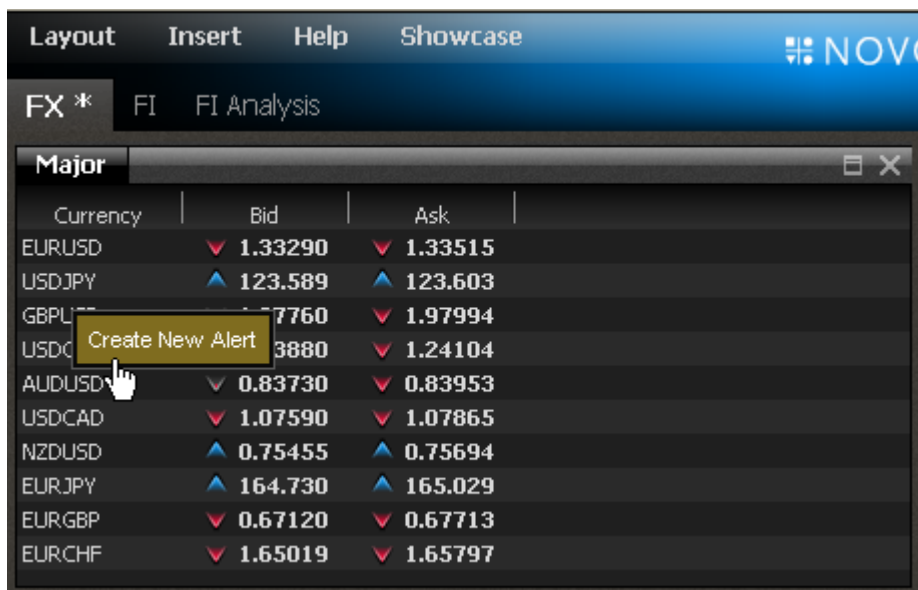 Layout Insert Help Showcase
NOV
FX * FI FI Analysis
Major
Currency Bid Ask
EURUSD 1.33290 1.33515
USDJPY 123.589 123.603
7760 1.97994
Create New Alert
3880 1.24104
AUDUSD 0.83730 0.83953
USDCAD 1.07590 1.07865
NZDUSD 0.75455 0.75694
EURJPY 164.730 165.029
EURGBP 0.67120 0.67713
EURCHF 1.65019 1.65797